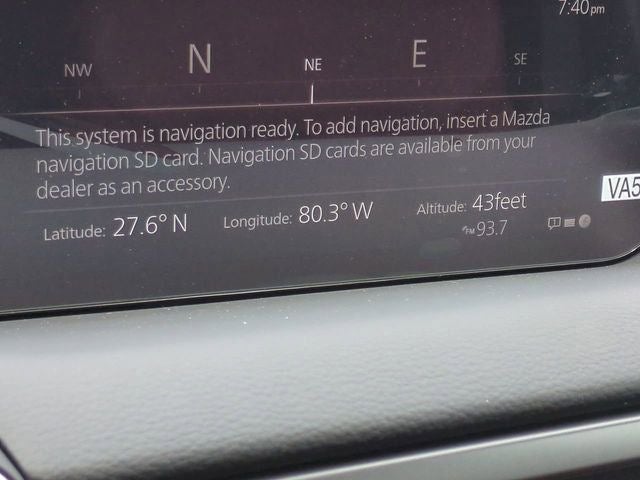 7:40pm
NW N NE E SE
This system is navigation ready. To add navigation, insert a Mazda
navigation SD card. Navigation SD cards are available from your
dealer as an accessory.
VA5
Latitude: 27.6° N Longitude: 80.3° W Altitude: 43feet
FM 93.7